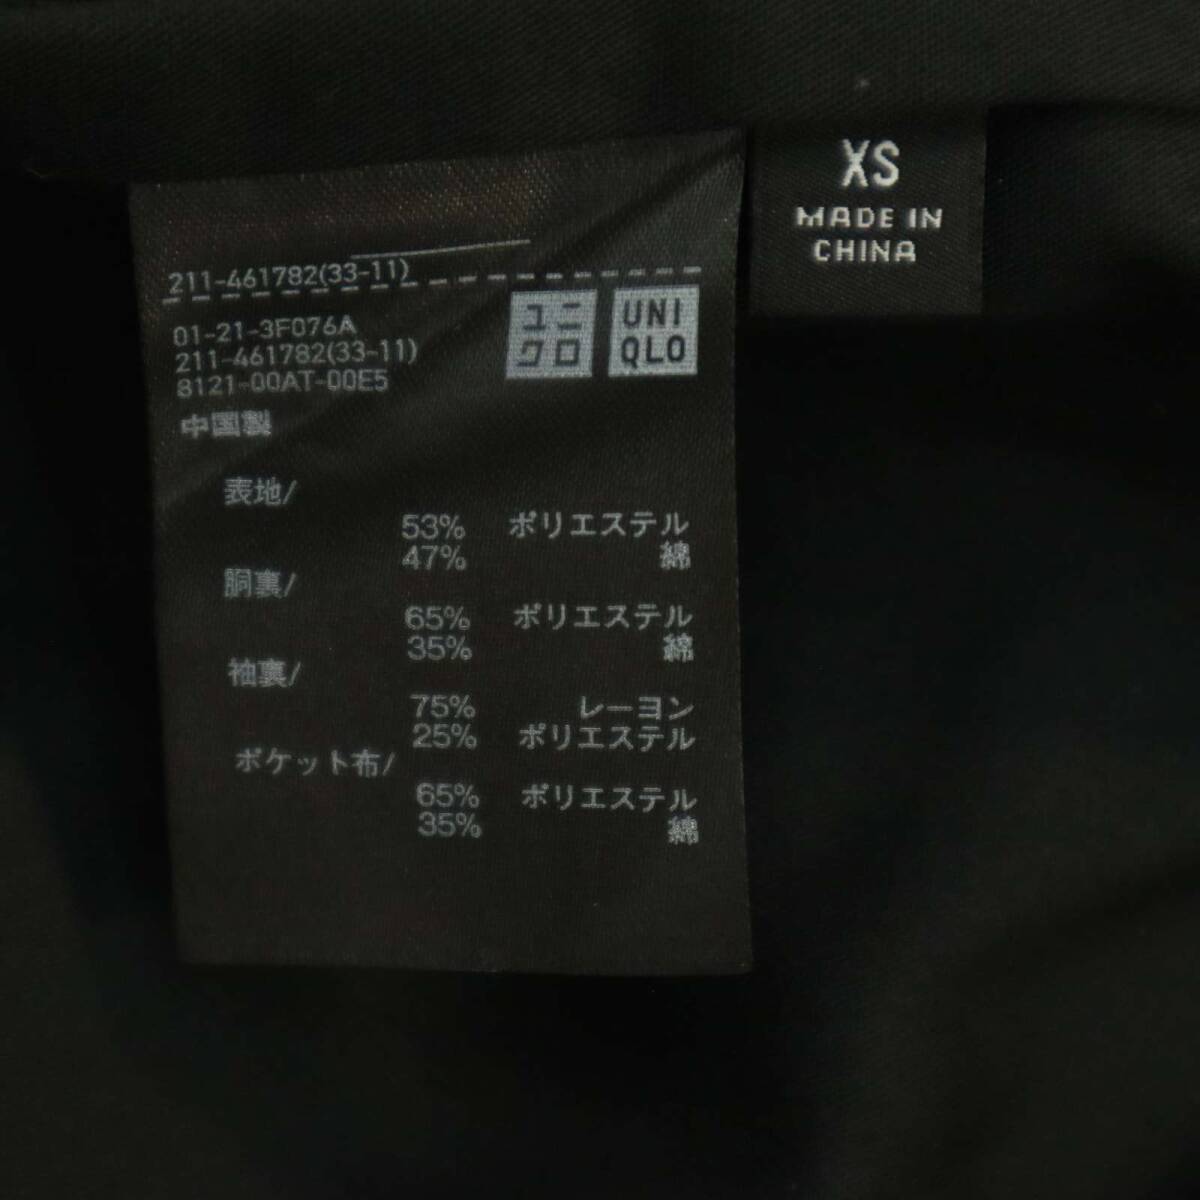 XS
MADE IN
CHINA
211-461782(33-11)
ユニ
クロ
UNI
QLO
01-21-3F076A
211-461782(33-11)
8121-00AT-00E5
中国製
表地/
53% ポリエステル
47% 綿
胴裏/
65% ポリエステル
35% 綿
袖裏/
75% レーヨン
25% ポリエステル
ポケット布/
65% ポリエステル
35% 綿